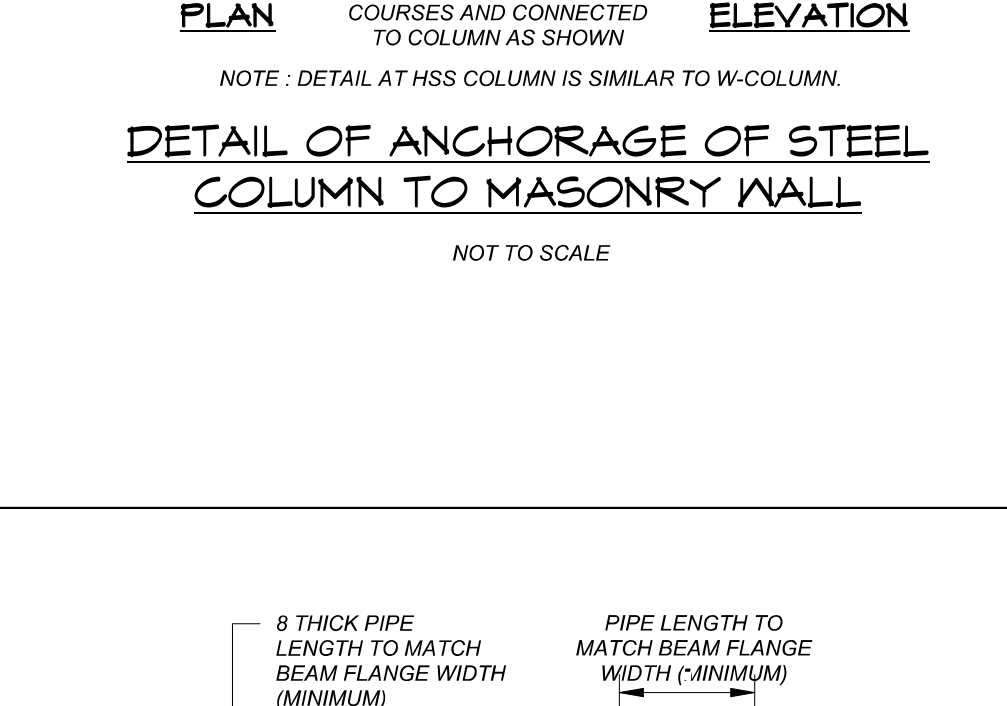 PLAN
COURSES AND CONNECTED
TO COLUMN AS SHOWN
ELEVATION
NOTE : DETAIL AT HSS COLUMN IS SIMILAR TO W-COLUMN.
DETAIL OF ANCHORAGE OF STEEL
COLUMN TO MASONRY WALL
NOT TO SCALE
8 THICK PIPE
LENGTH TO MATCH
BEAM FLANGE WIDTH
(MINIMUM)
PIPE LENGTH TO
MATCH BEAM FLANGE
WIDTH (MINIMUM)